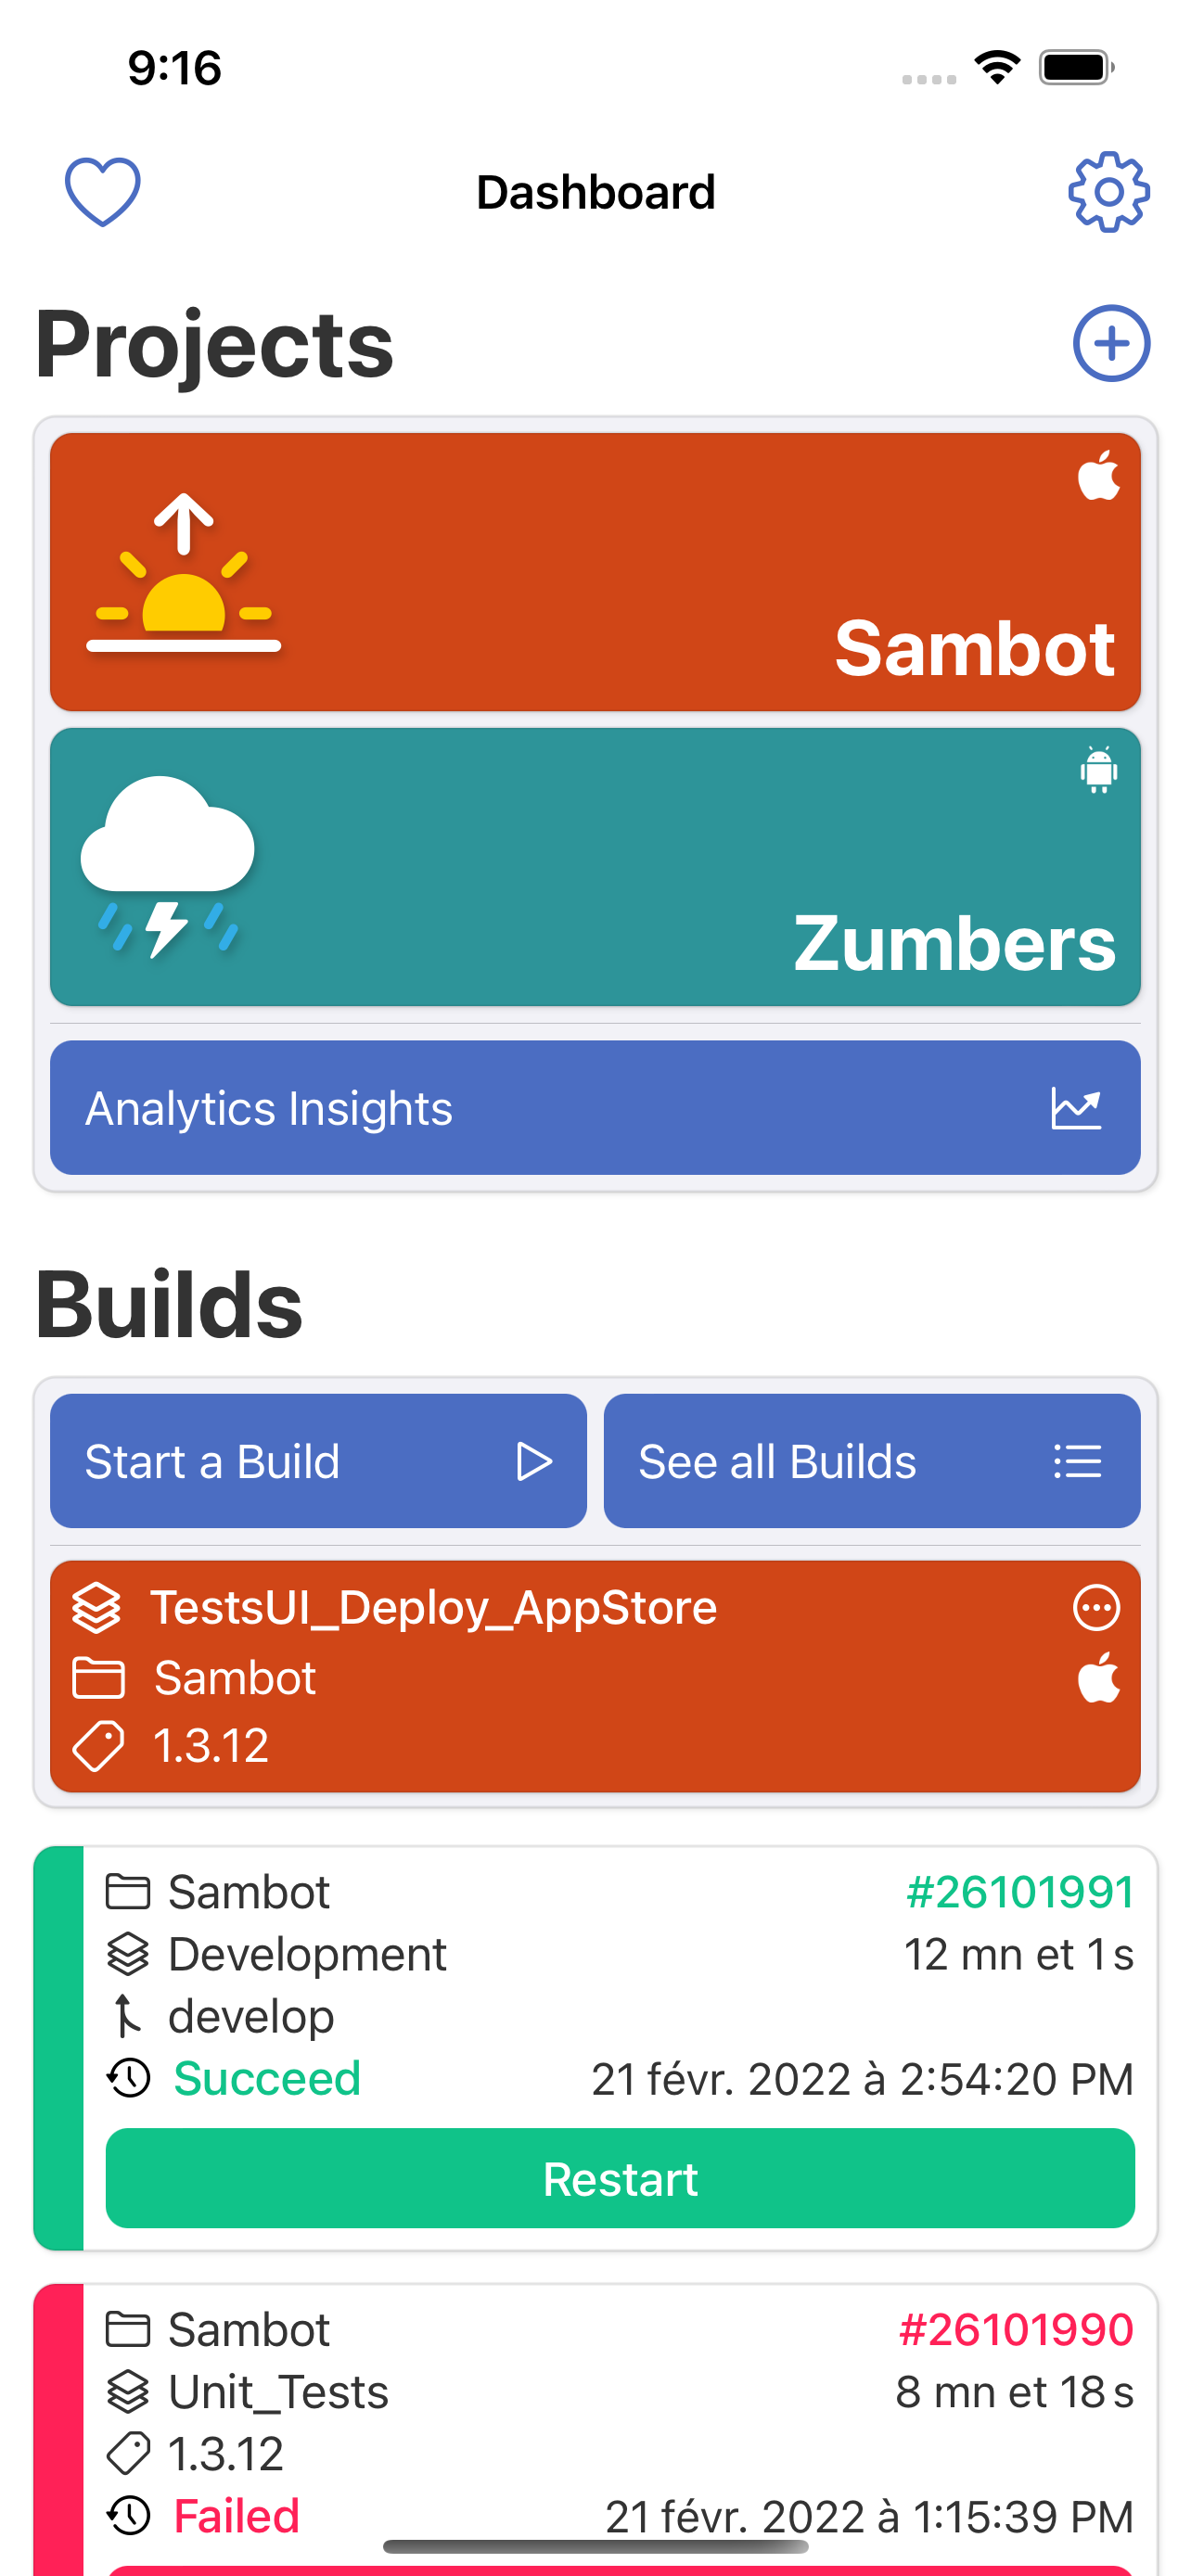 9:16
Dashboard
Projects
Sambot
Zumbers
Analytics Insights
Builds
Start a Build
See all Builds
TestsUI_Deploy_AppStore
Sambot
1.3.12
Sambot #26101991
Development 12 mn et 1 s
develop
Succeed 21 févr. 2022 à 2:54:20 PM
Restart
Sambot #26101990
Unit_Tests 8 mn et 18 s
1.3.12
Failed 21 févr. 2022 à 1:15:39 PM